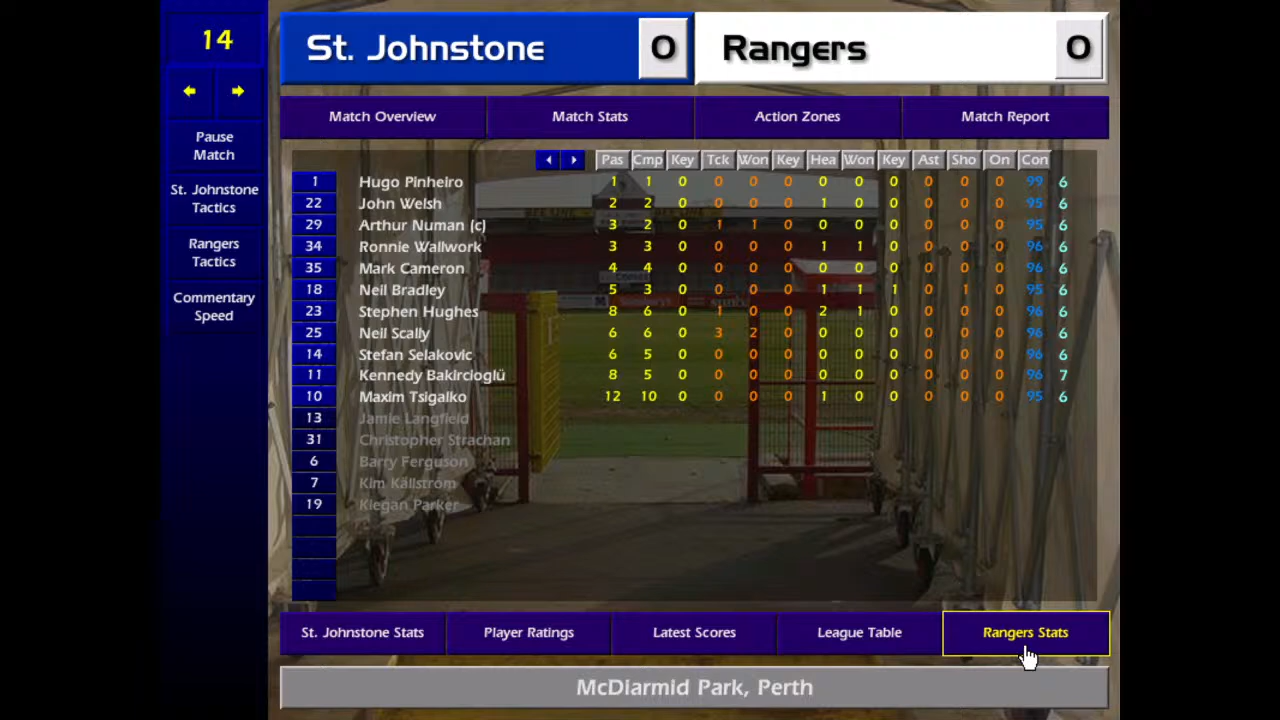 14
St. Johnstone 0 Rangers 0
Pause Match
St. Johnstone Tactics
Rangers Tactics
Commentary Speed
Match Overview Match Stats Action Zones Match Report
Pas Cmp Key Tck Won Key Hea Won Key Ast Sho On Con
1 Hugo Pinheiro 1 1 0 0 0 0 0 0 0 0 0 0 99 6
22 John Welsh 2 2 0 0 0 0 1 0 0 0 0 0 95 6
29 Arthur Numan (c) 3 2 0 1 1 0 0 0 0 0 0 0 95 6
34 Ronnie Wallwork 3 3 0 0 0 0 1 1 0 0 0 0 96 6
35 Mark Cameron 4 4 0 0 0 0 0 0 0 0 0 0 96 6
18 Neil Bradley 5 3 0 0 0 0 1 1 1 0 1 0 95 6
23 Stephen Hughes 8 6 0 1 0 0 2 1 0 0 0 0 96 6
25 Neil Scally 6 6 0 3 2 0 0 0 0 0 0 0 96 6
14 Stefan Selakovic 6 5 0 0 0 0 0 0 0 0 0 0 96 6
11 Kennedy Bakircioglü 8 5 0 0 0 0 0 0 0 0 0 0 96 7
10 Maxim Tsigalko 12 10 0 0 0 0 1 0 0 0 0 0 95 6
13 Jamie Langfield
31 Christopher Strachan
6 Barry Ferguson
7 Kim Källström
19 Kiegan Parker
St. Johnstone Stats Player Ratings Latest Scores League Table Rangers Stats
McDiarmid Park, Perth